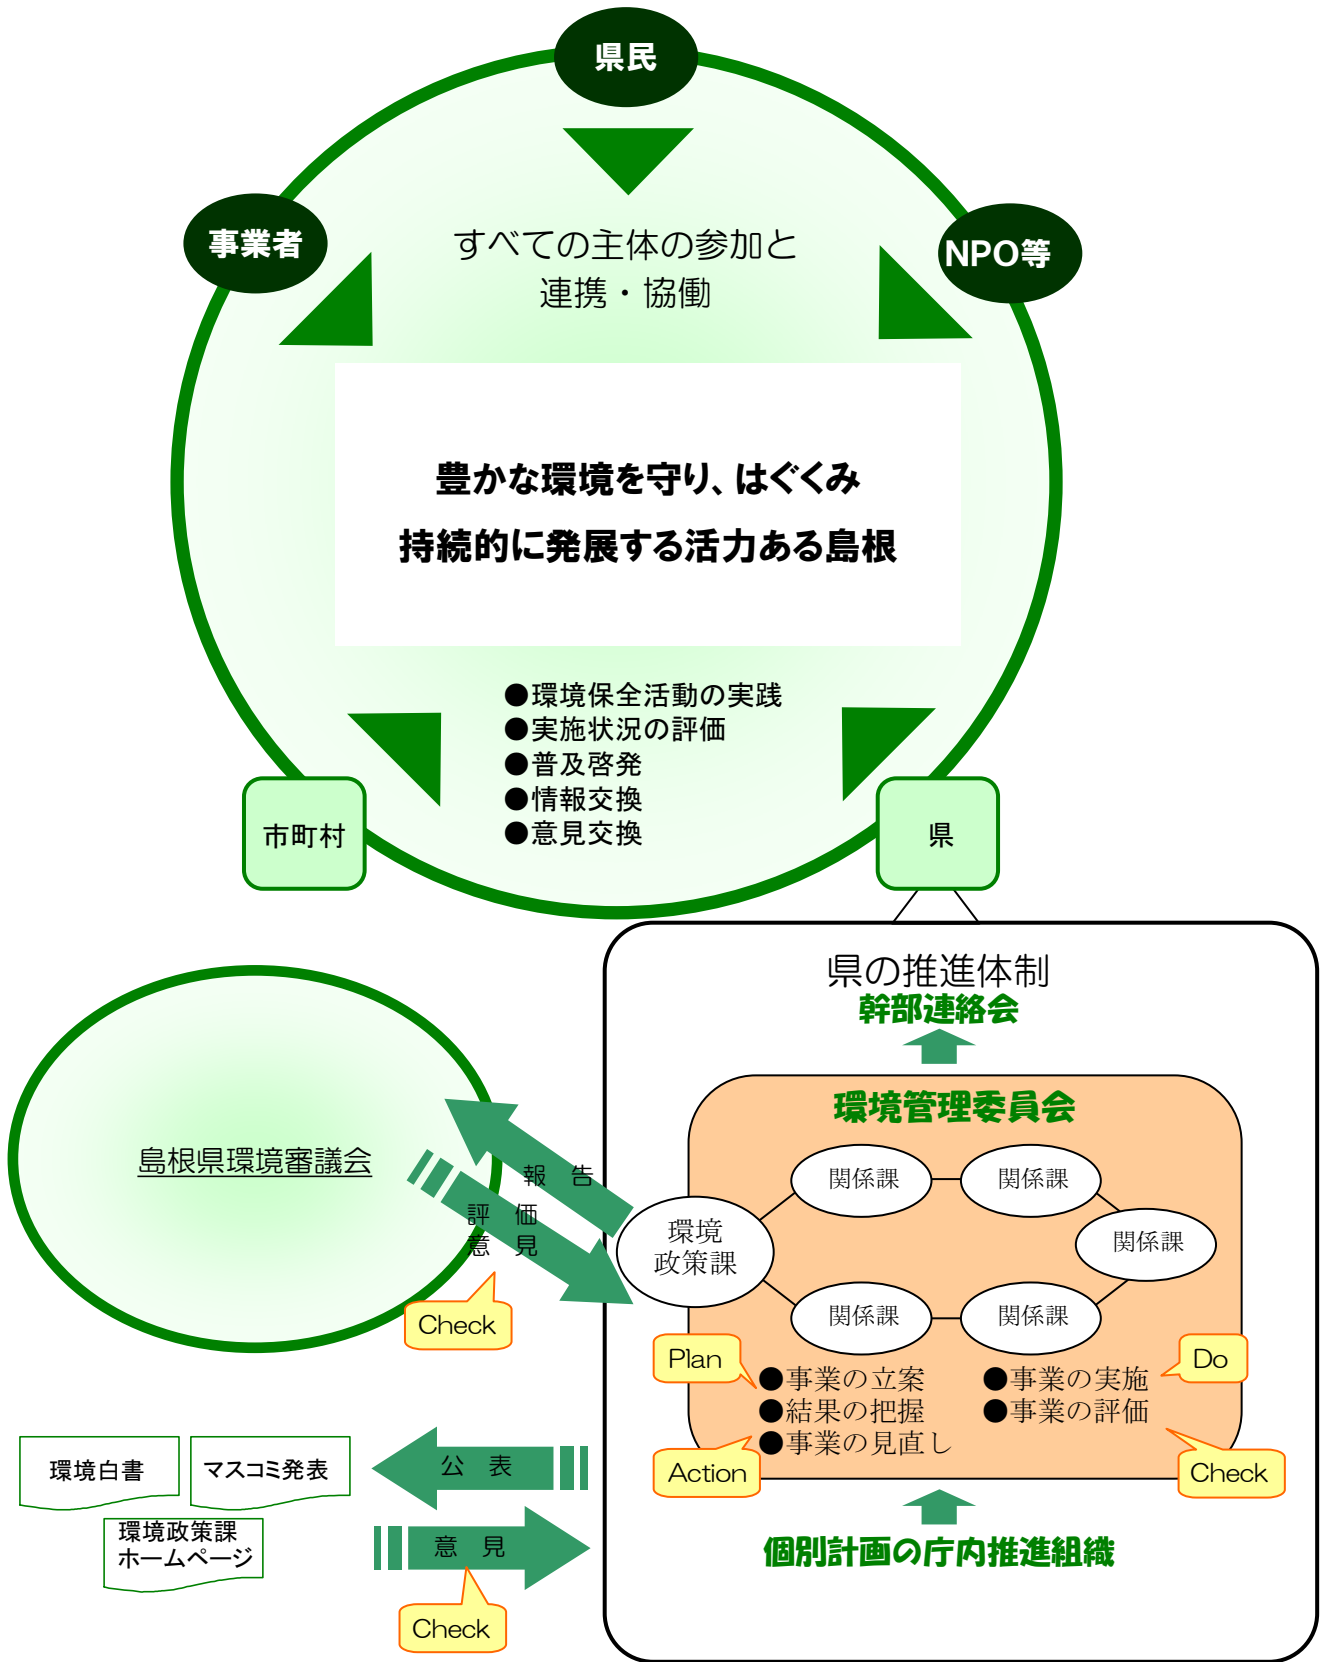 県民
事業者
NPO等
すべての主体の参加と
連携・協働
豊かな環境を守り、はぐくみ
持続的に発展する活力ある島根
●環境保全活動の実践
●実施状況の評価
●普及啓発
●情報交換
●意見交換
市町村
県
県の推進体制
幹部連絡会
環境管理委員会
島根県環境審議会
報 告
評 価
意 見
Check
環境
政策課
関係課
関係課
関係課
関係課
関係課
Plan
Do
●事業の立案
●結果の把握
●事業の見直し
●事業の実施
●事業の評価
Action
Check
個別計画の庁内推進組織
公 表
意 見
Check
環境白書
マスコミ発表
環境政策課
ホームページ